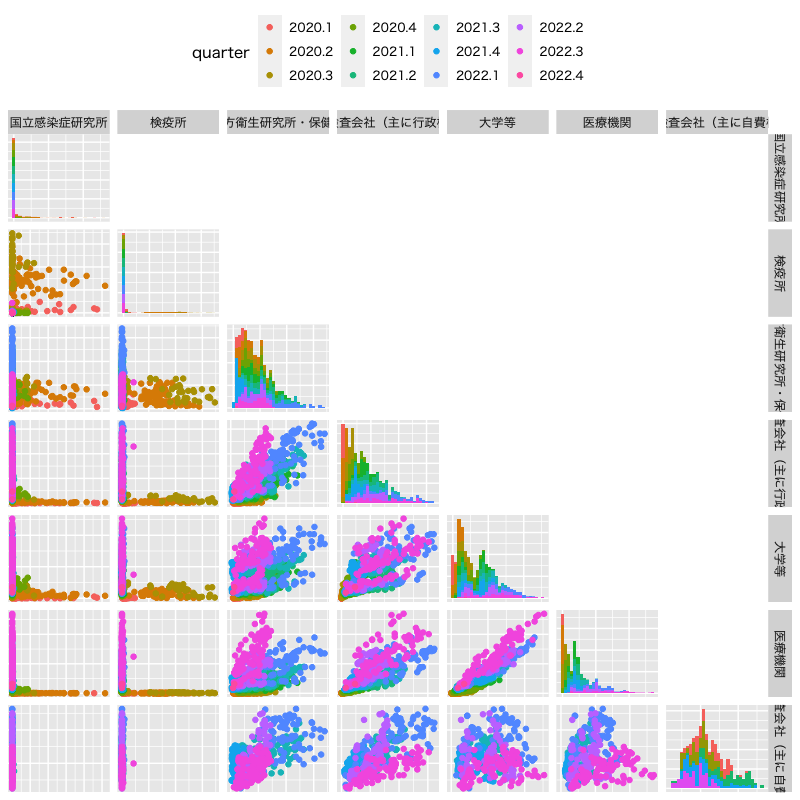 quarter
2020.1 2020.4 2021.3 2022.2
2020.2 2021.1 2021.4 2022.3
2020.3 2021.2 2022.1 2022.4
国立感染症研究所 検疫所 方衛生研究所・保健 査会社（主に行政 大学等 医療機関 査会社（主に自費
国立感染症研究所
検疫所
衛生研究所・保
査会社（主に行政
大学等
医療機関
査会社（主に自費